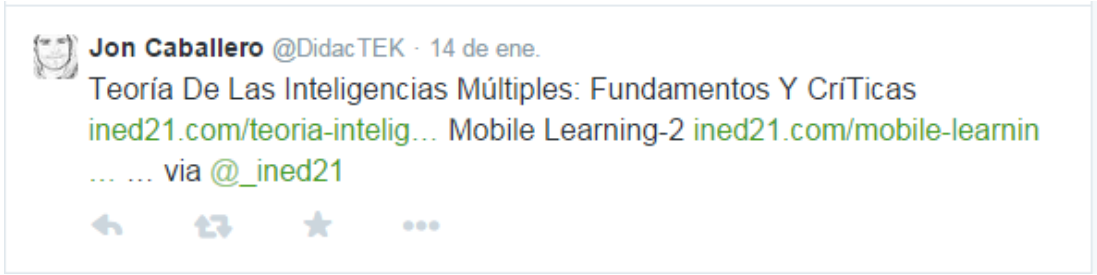 Jon Caballero @DidacTEK · 14 de ene.
Teoría De Las Inteligencias Múltiples: Fundamentos Y CríTicas
ined21.com/teoria-intelig… Mobile Learning-2 ined21.com/mobile-learnin
… … via @_ined21